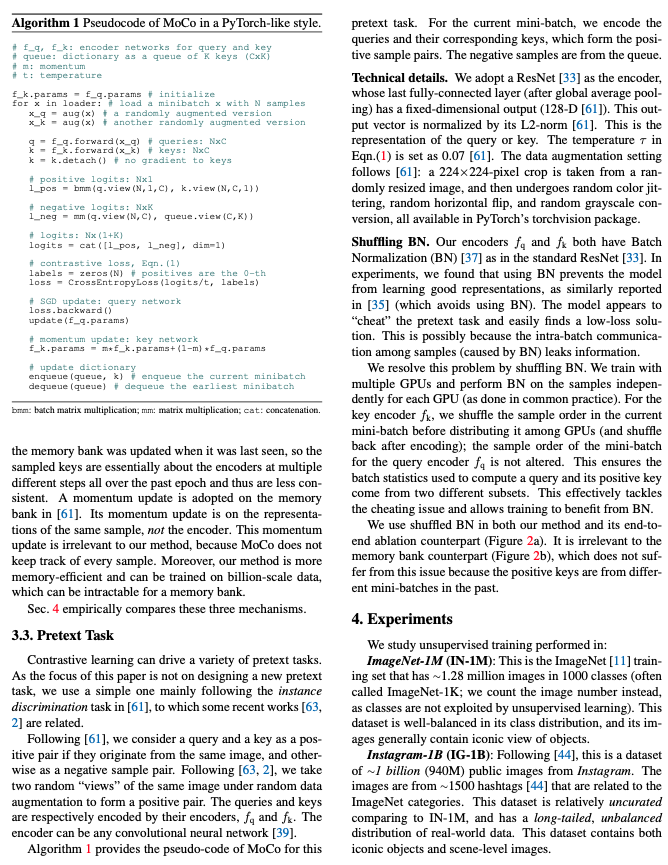 Algorithm 1 Pseudocode of MoCo in a PyTorch-like style.
# f_q, f_k: encoder networks for query and key
# queue: dictionary as a queue of K keys (CxK)
# m: momentum
# t: temperature
f_k.params = f_q.params # initialize
for x in loader: # load a minibatch x with N samples
x_q = aug(x) # a randomly augmented version
x_k = aug(x) # another randomly augmented version
q = f_q.forward(x_q) # queries: NxC
k = f_k.forward(x_k) # keys: NxC
k = k.detach() # no gradient to keys
# positive logits: Nx1
l_pos = bmm(q.view(N,1,C), k.view(N,C,1))
# negative logits: NxK
l_neg = mm(q.view(N,C), queue.view(C,K))
# logits: Nx(1+K)
logits = cat([l_pos, l_neg], dim=1)
# contrastive loss, Eqn.(1)
labels = zeros(N) # positives are the 0-th
loss = CrossEntropyLoss(logits/t, labels)
# SGD update: query network
loss.backward()
update(f_q.params)
# momentum update: key network
f_k.params = m*f_k.params+(1-m)*f_q.params
# update dictionary
enqueue(queue, k) # enqueue the current minibatch
dequeue(queue) # dequeue the earliest minibatch
bmm: batch matrix multiplication; mm: matrix multiplication; cat: concatenation.
the memory bank was updated when it was last seen, so the
sampled keys are essentially about the encoders at multiple
different steps all over the past epoch and thus are less con-
sistent. A momentum update is adopted on the memory
bank in [61]. Its momentum update is on the representa-
tions of the same sample, not the encoder. This momentum
update is irrelevant to our method, because MoCo does not
keep track of every sample. Moreover, our method is more
memory-efficient and can be trained on billion-scale data,
which can be intractable for a memory bank.
Sec. 4 empirically compares these three mechanisms.
3.3. Pretext Task
Contrastive learning can drive a variety of pretext tasks.
As the focus of this paper is not on designing a new pretext
task, we use a simple one mainly following the instance
discrimination task in [61], to which some recent works [63,
2] are related.
Following [61], we consider a query and a key as a pos-
itive pair if they originate from the same image, and other-
wise as a negative sample pair. Following [63, 2], we take
two random “views” of the same image under random data
augmentation to form a positive pair. The queries and keys
are respectively encoded by their encoders, fq and fk. The
encoder can be any convolutional neural network [39].
Algorithm 1 provides the pseudo-code of MoCo for this
pretext task. For the current mini-batch, we encode the
queries and their corresponding keys, which form the posi-
tive sample pairs. The negative samples are from the queue.
Technical details. We adopt a ResNet [33] as the encoder,
whose last fully-connected layer (after global average pool-
ing) has a fixed-dimensional output (128-D [61]). This out-
put vector is normalized by its L2-norm [61]. This is the
representation of the query or key. The temperature τ in
Eqn.(1) is set as 0.07 [61]. The data augmentation setting
follows [61]: a 224×224-pixel crop is taken from a ran-
domly resized image, and then undergoes random color jit-
tering, random horizontal flip, and random grayscale con-
version, all available in PyTorch's torchvision package.
Shuffling BN. Our encoders fq and fk both have Batch
Normalization (BN) [37] as in the standard ResNet [33]. In
experiments, we found that using BN prevents the model
from learning good representations, as similarly reported
in [35] (which avoids using BN). The model appears to
“cheat” the pretext task and easily finds a low-loss solu-
tion. This is possibly because the intra-batch communica-
tion among samples (caused by BN) leaks information.
We resolve this problem by shuffling BN. We train with
multiple GPUs and perform BN on the samples indepen-
dently for each GPU (as done in common practice). For the
key encoder fk, we shuffle the sample order in the current
mini-batch before distributing it among GPUs (and shuffle
back after encoding); the sample order of the mini-batch
for the query encoder fq is not altered. This ensures the
batch statistics used to compute a query and its positive key
come from two different subsets. This effectively tackles
the cheating issue and allows training to benefit from BN.
We use shuffled BN in both our method and its end-to-
end ablation counterpart (Figure 2a). It is irrelevant to the
memory bank counterpart (Figure 2b), which does not suf-
fer from this issue because the positive keys are from differ-
ent mini-batches in the past.
4. Experiments
We study unsupervised training performed in:
ImageNet-1M (IN-1M): This is the ImageNet [11] train-
ing set that has ~1.28 million images in 1000 classes (often
called ImageNet-1K; we count the image number instead,
as classes are not exploited by unsupervised learning). This
dataset is well-balanced in its class distribution, and its im-
ages generally contain iconic view of objects.
Instagram-1B (IG-1B): Following [44], this is a dataset
of ~1 billion (940M) public images from Instagram. The
images are from ~1500 hashtags [44] that are related to the
ImageNet categories. This dataset is relatively uncurated
comparing to IN-1M, and has a long-tailed, unbalanced
distribution of real-world data. This dataset contains both
iconic objects and scene-level images.